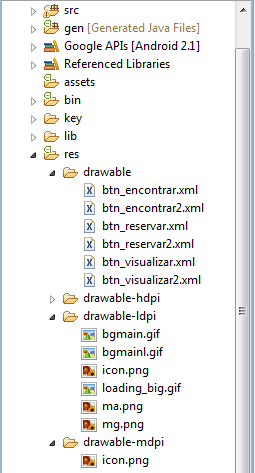 src
gen [Generated Java Files]
Google APIs [Android 2.1]
Referenced Libraries
assets
bin
key
lib
res
drawable
btn_encontrar.xml
btn_encontrar2.xml
btn_reservar.xml
btn_reservar2.xml
btn_visualizar.xml
btn_visualizar2.xml
drawable-hdpi
drawable-ldpi
bgmain.gif
bgmainl.gif
icon.png
loading_big.gif
ma.png
mg.png
drawable-mdpi
icon.png